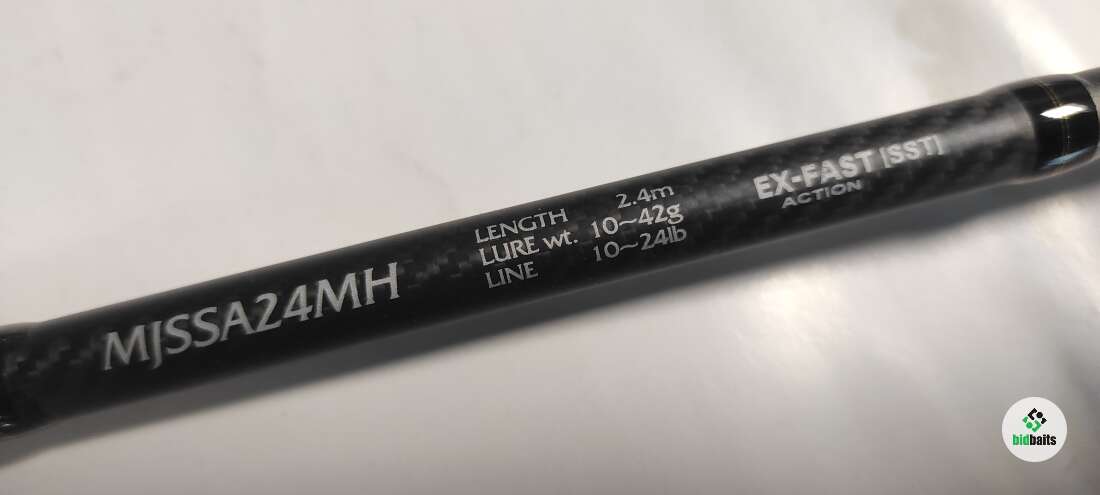 MJSSA24MH
LENGTH 2.4m
LURE wt. 10~42g
LINE 10~24lb
EX-FAST [SST]
ACTION
bidbaits